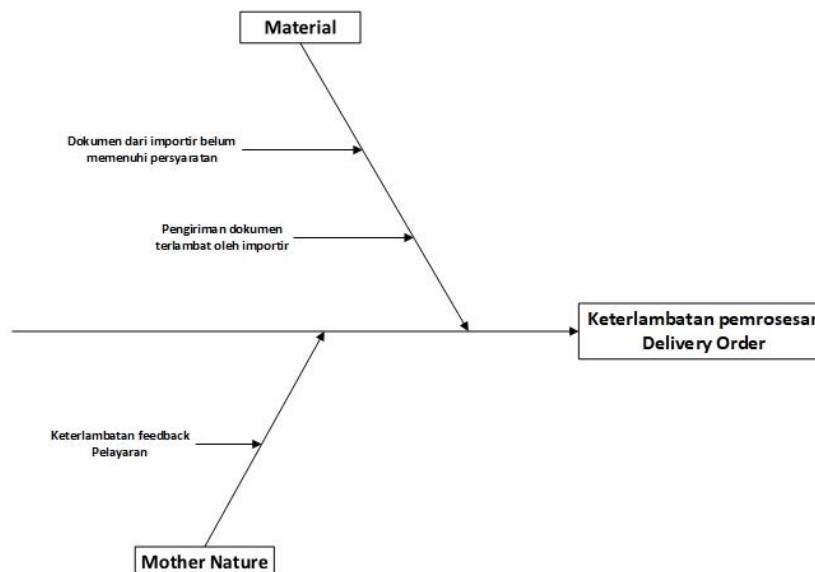 Material
Dokumen dari importir belum
memenuhi persyaratan
Pengiriman dokumen
terlambat oleh importir
Keterlambatan pemrosesan
Delivery Order
Keterlambatan feedback
Pelayaran
Mother Nature